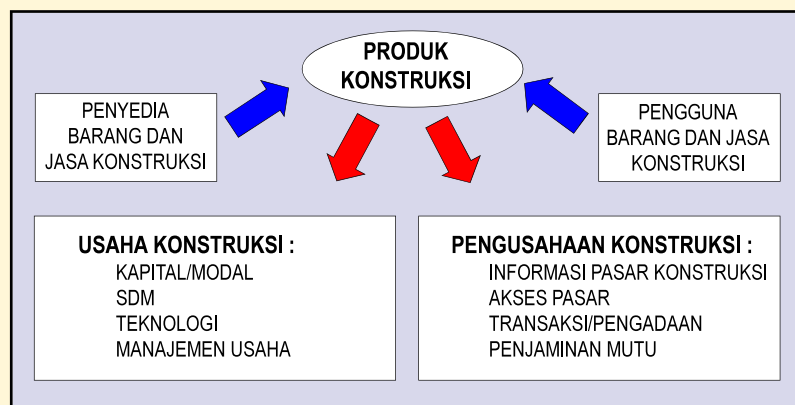 PRODUK
KONSTRUKSI
PENYEDIA
BARANG DAN
JASA KONSTRUKSI
PENGGUNA
BARANG DAN JASA
KONSTRUKSI
USAHA KONSTRUKSI :
KAPITAL/MODAL
SDM
TEKNOLOGI
MANAJEMEN USAHA
PENGUSAHAAN KONSTRUKSI :
INFORMASI PASAR KONSTRUKSI
AKSES PASAR
TRANSAKSI/PENGADAAN
PENJAMINAN MUTU